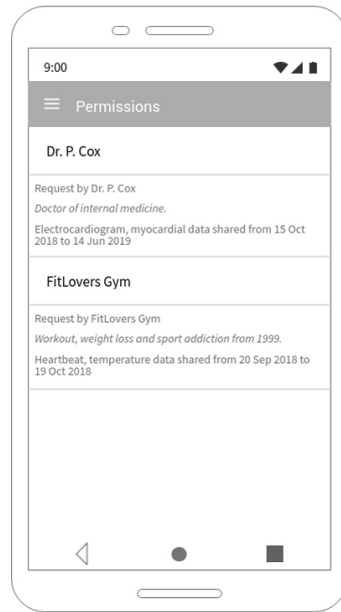 9:00
Permissions
Dr. P. Cox
Request by Dr. P. Cox
Doctor of internal medicine.
Electrocardiogram, myocardial data shared from 15 Oct
2018 to 14 Jun 2019
FitLovers Gym
Request by FitLovers Gym
Workout, weight loss and sport addiction from 1999.
Heartbeat, temperature data shared from 20 Sep 2018 to
19 Oct 2018